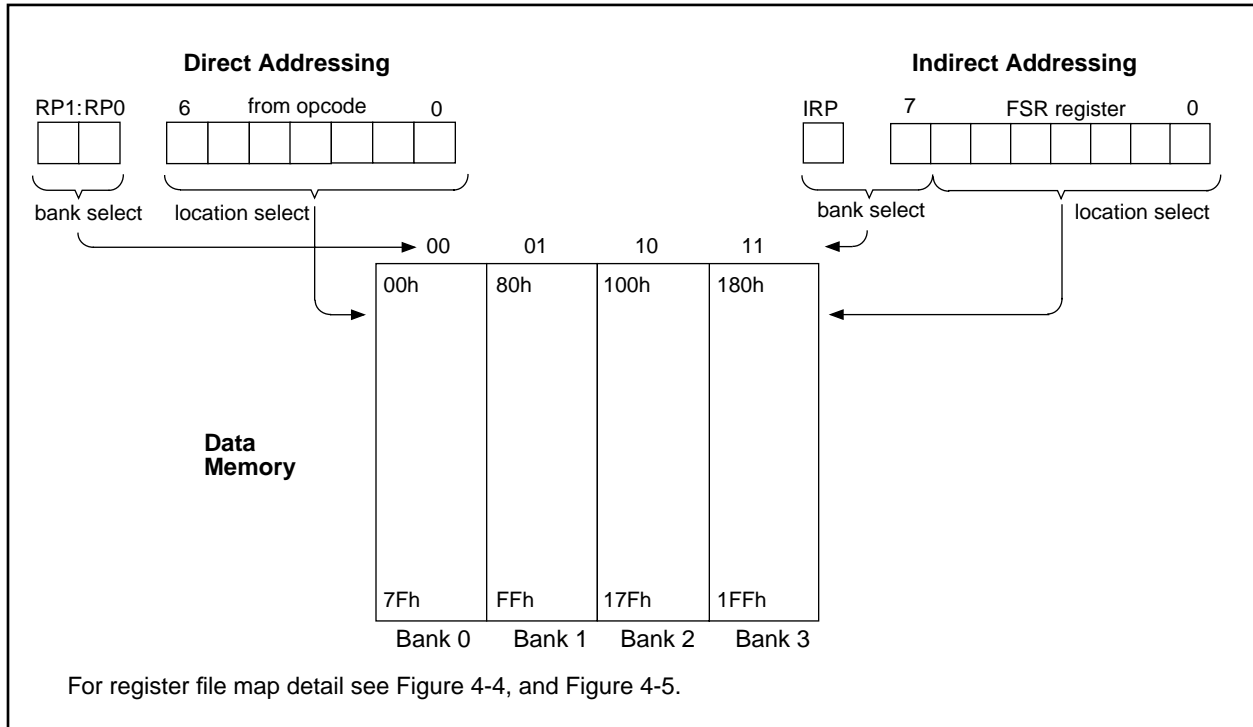 Direct Addressing
Indirect Addressing
RP1:RP0 6 from opcode 0
IRP 7 FSR register 0
bank select location select
bank select location select
00 01 10 11
00h 80h 100h 180h
Data
Memory
7Fh FFh 17Fh 1FFh
Bank 0 Bank 1 Bank 2 Bank 3
For register file map detail see Figure 4-4, and Figure 4-5.